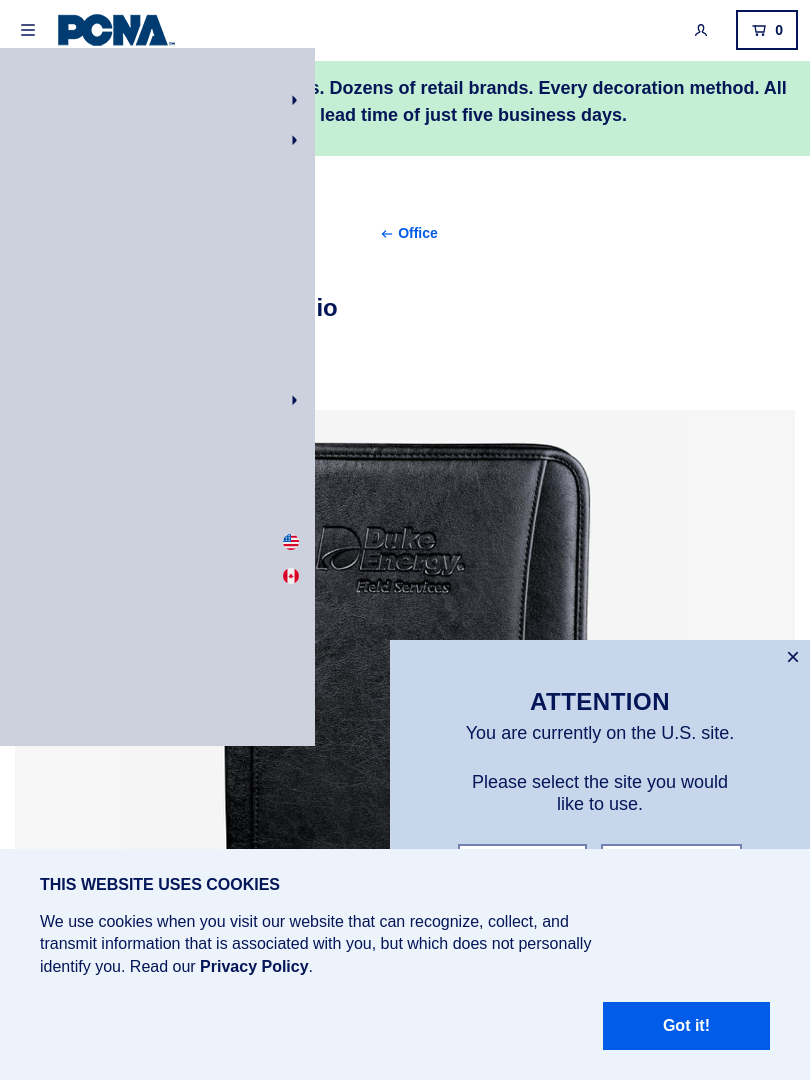 PCNA™
0
s. Dozens of retail brands. Every decoration method. All
lead time of just five business days.
Office
io
Duke
Energy®
Field Services
ATTENTION
You are currently on the U.S. site.
Please select the site you would
like to use.
THIS WEBSITE USES COOKIES
We use cookies when you visit our website that can recognize, collect, and
transmit information that is associated with you, but which does not personally
identify you. Read our Privacy Policy.
Got it!